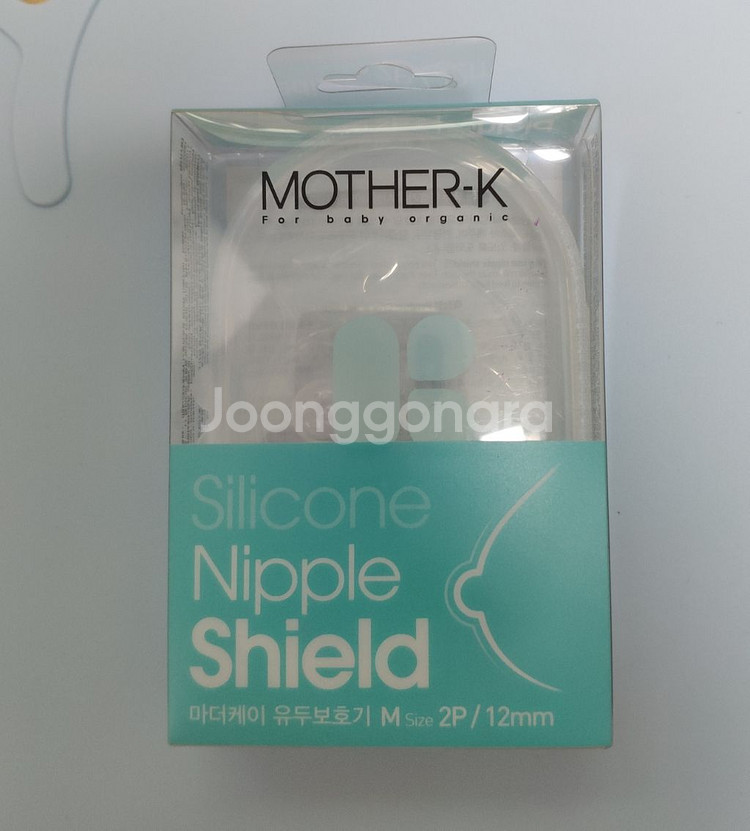 MOTHER-K
For baby organic
Joonggonara
Silicone
Nipple
Shield
마더케이 유두보호기 M Size 2P / 12mm